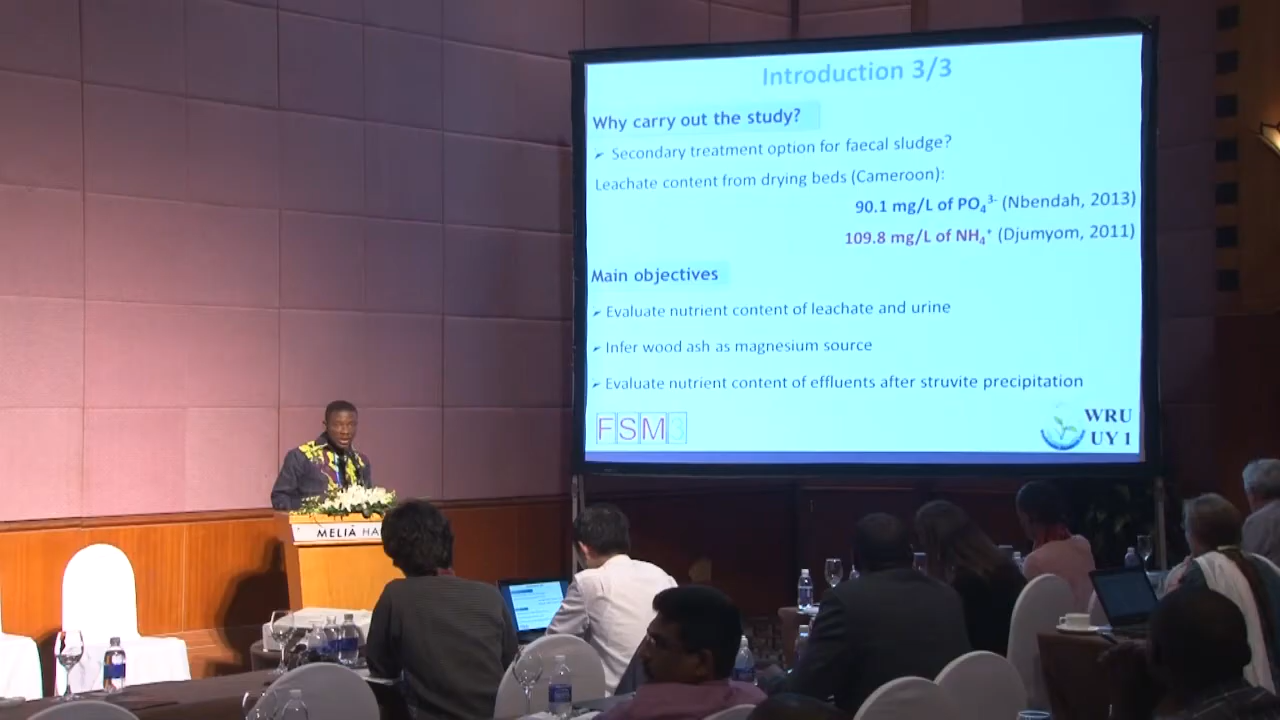 Introduction 3/3
Why carry out the study?
➢ Secondary treatment option for faecal sludge?
Leachate content from drying beds (Cameroon):
90.1 mg/L of PO₄³⁻ (Nbendah, 2013)
109.8 mg/L of NH₄⁺ (Djumyom, 2011)
Main objectives
➢ Evaluate nutrient content of leachate and urine
➢ Infer wood ash as magnesium source
➢ Evaluate nutrient content of effluents after struvite precipitation
FSM3
WRU
UY 1
MELIÃ HA